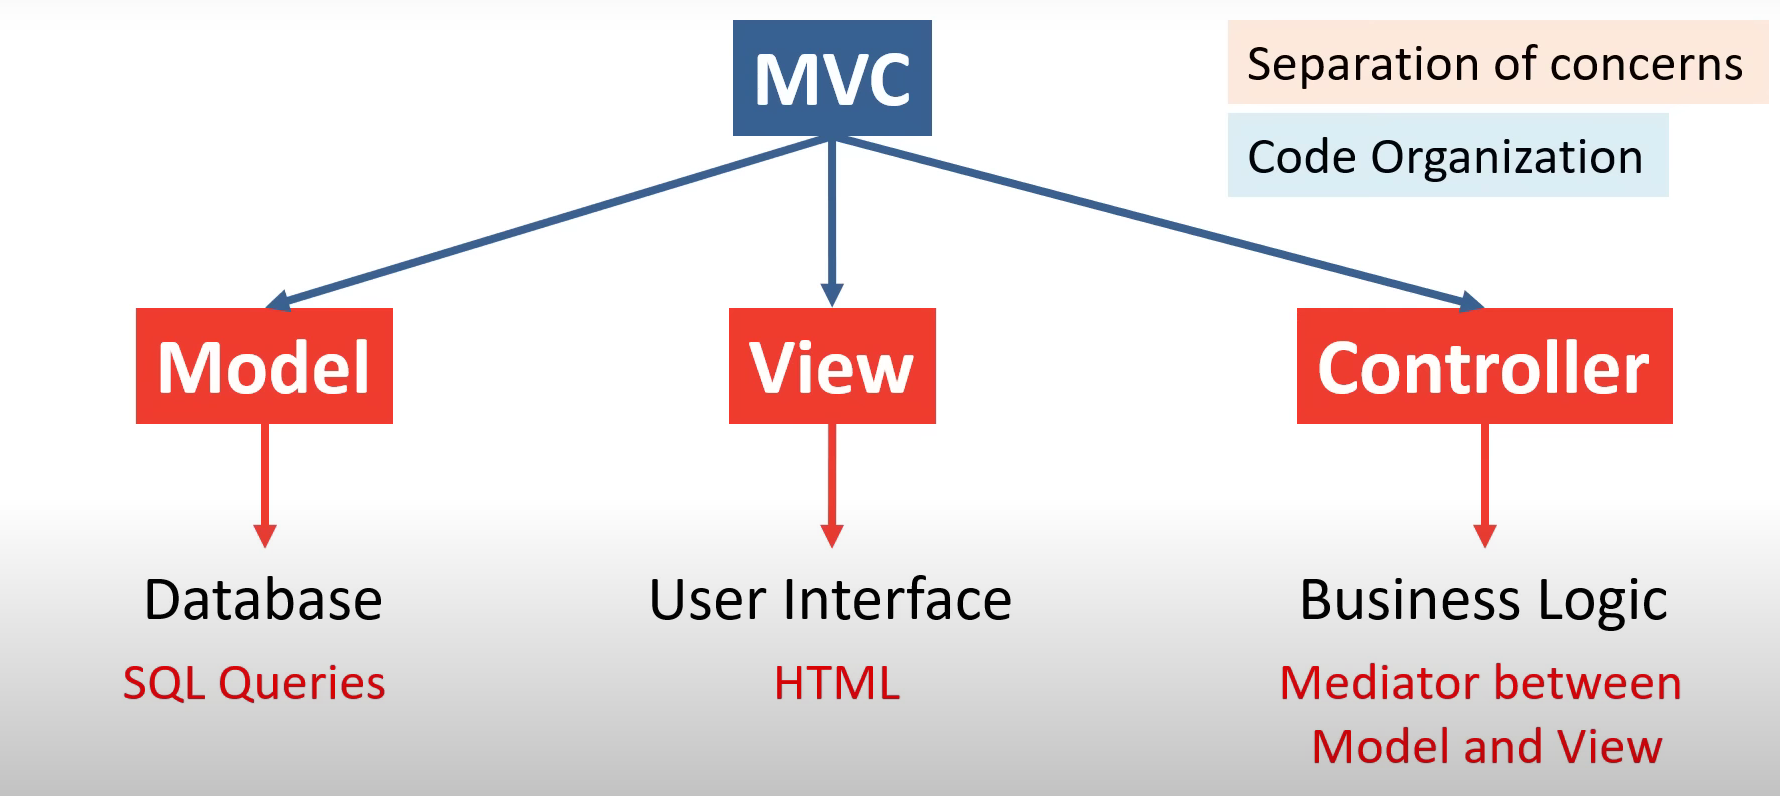 MVC
Separation of concerns
Code Organization
Model
View
Controller
Database
User Interface
Business Logic
SQL Queries
HTML
Mediator between
Model and View